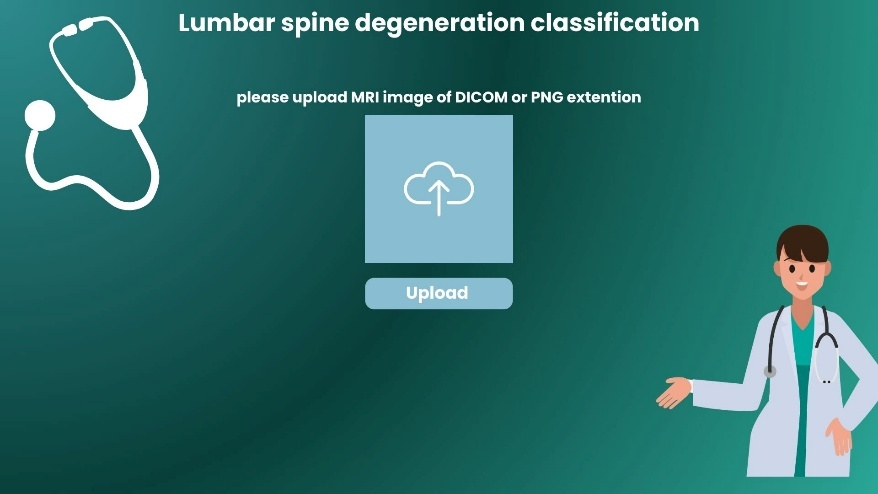 Lumbar spine degeneration classification
please upload MRI image of DICOM or PNG extention
Upload